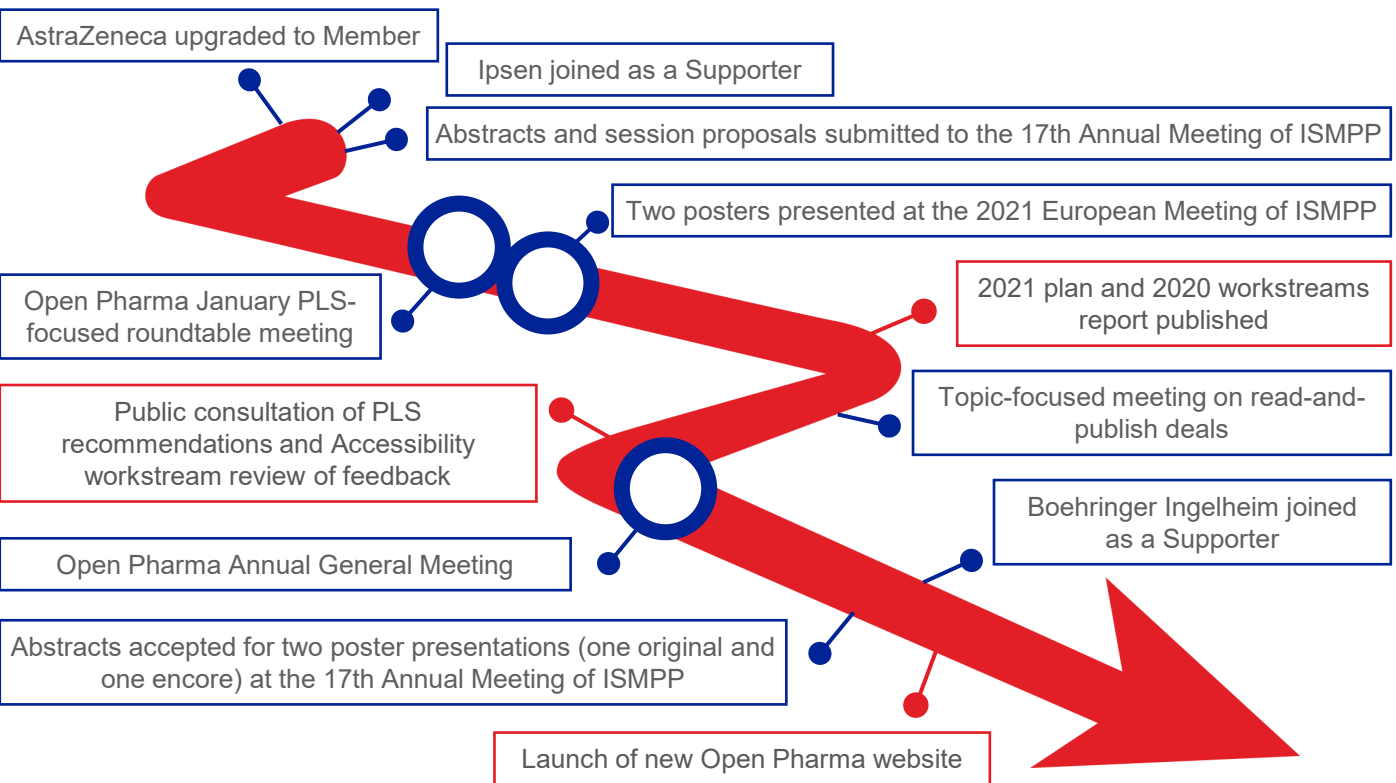 AstraZeneca upgraded to Member
Ipsen joined as a Supporter
Abstracts and session proposals submitted to the 17th Annual Meeting of ISMPP
Two posters presented at the 2021 European Meeting of ISMPP
Open Pharma January PLS-
focused roundtable meeting
2021 plan and 2020 workstreams
report published
Topic-focused meeting on read-and-
publish deals
Public consultation of PLS
recommendations and Accessibility
workstream review of feedback
Boehringer Ingelheim joined
as a Supporter
Open Pharma Annual General Meeting
Abstracts accepted for two poster presentations (one original and
one encore) at the 17th Annual Meeting of ISMPP
Launch of new Open Pharma website